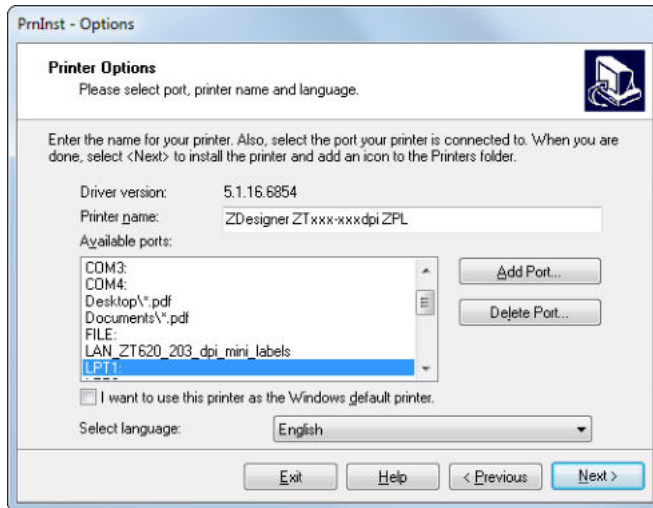 PrnInst - Options
Printer Options
Please select port, printer name and language.
Enter the name for your printer. Also, select the port your printer is connected to. When you are
done, select <Next> to install the printer and add an icon to the Printers folder.
Driver version: 5.1.16.6854
Printer name: ZDesigner ZTxxx-xxxdpi ZPL
Available ports:
COM3:
COM4:
Desktop\*.pdf
Documents\*.pdf
FILE:
LAN_ZT620_203_dpi_mini_labels
LPT1:
Add Port...
Delete Port...
I want to use this printer as the Windows default printer.
Select language: English
Exit Help < Previous Next >